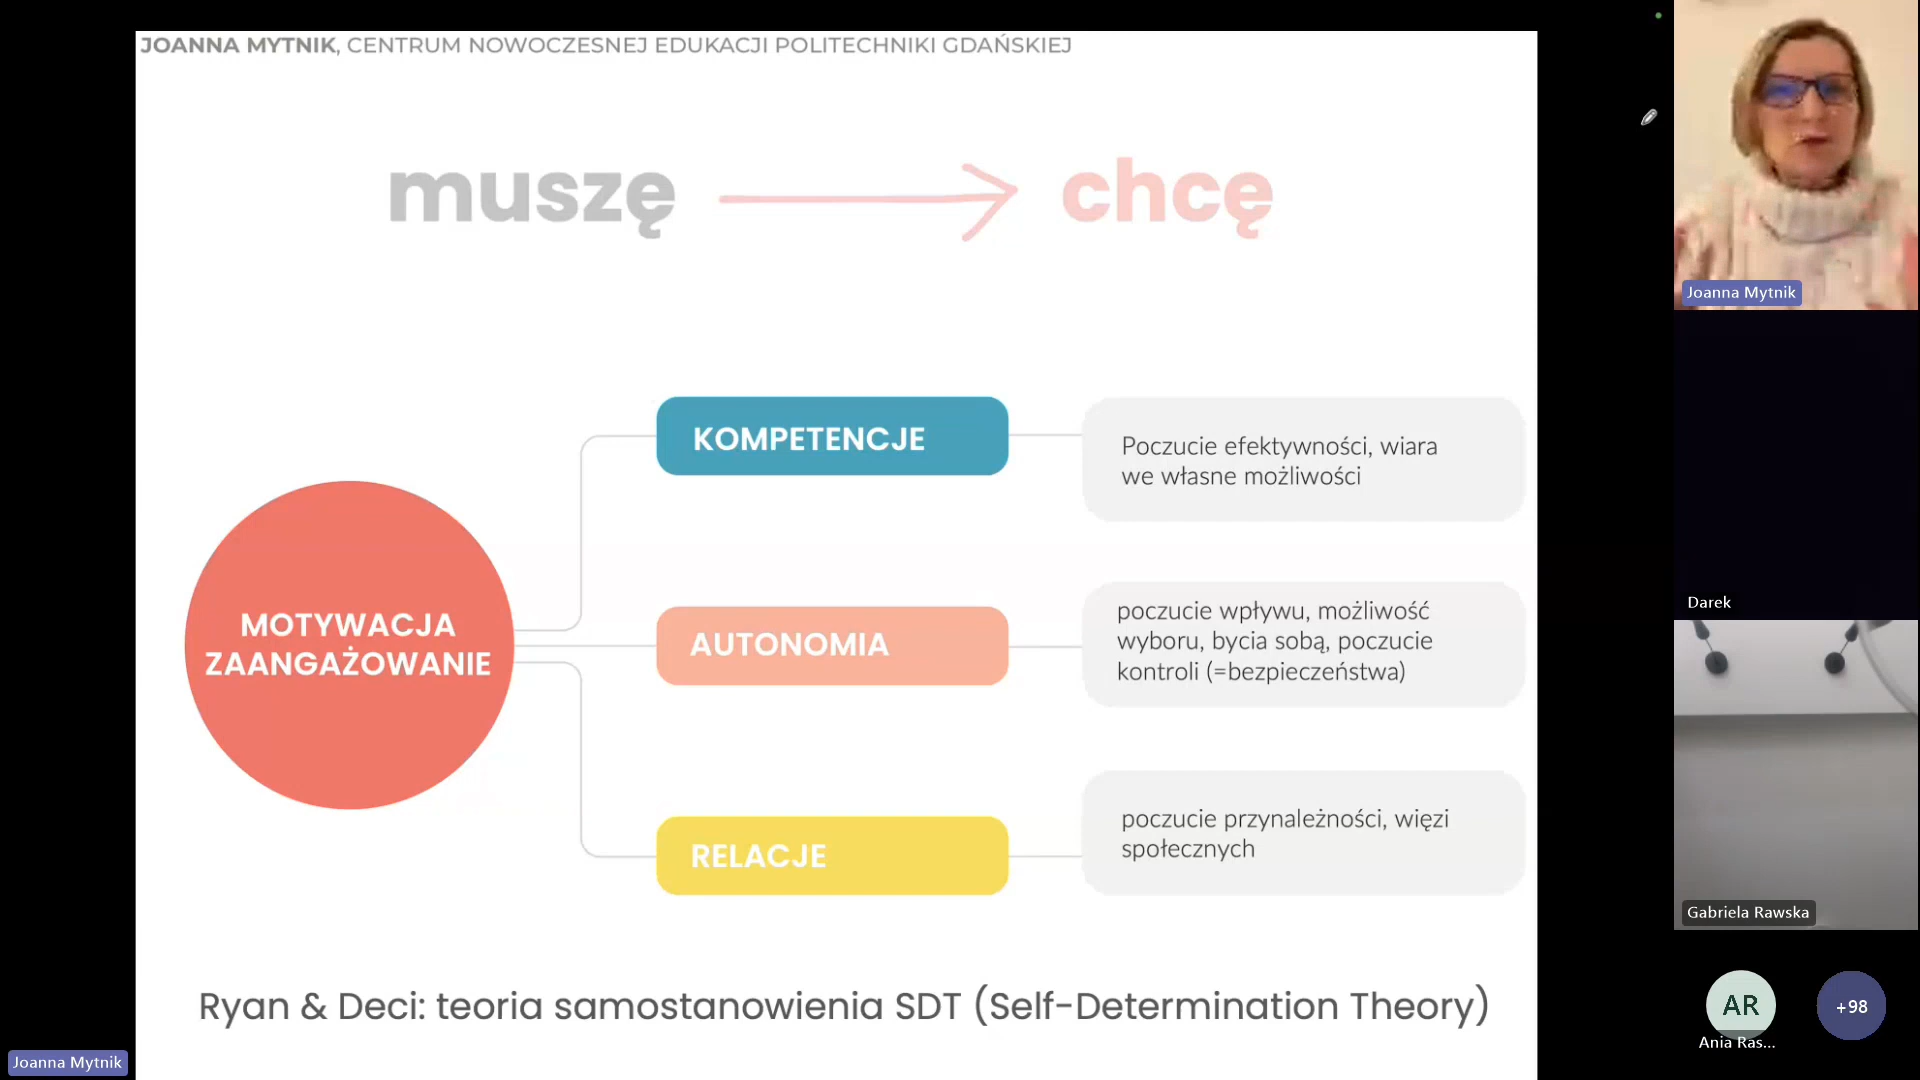 JOANNA MYTNIK, CENTRUM NOWOCZESNEJ EDUKACJI POLITECHNIKI GDAŃSKIEJ
muszę
chcę
KOMPETENCJE
Poczucie efektywności, wiara
we własne możliwości
MOTYWACJA
ZAANGAŻOWANIE
AUTONOMIA
poczucie wpływu, możliwość
wyboru, bycia sobą, poczucie
kontroli (=bezpieczeństwa)
RELACJE
poczucie przynależności, więzi
społecznych
Ryan & Deci: teoria samostanowienia SDT (Self-Determination Theory)
Joanna Mytnik
Joanna Mytnik
Darek
Gabriela Rawska
AR
Ania Ras...
+98